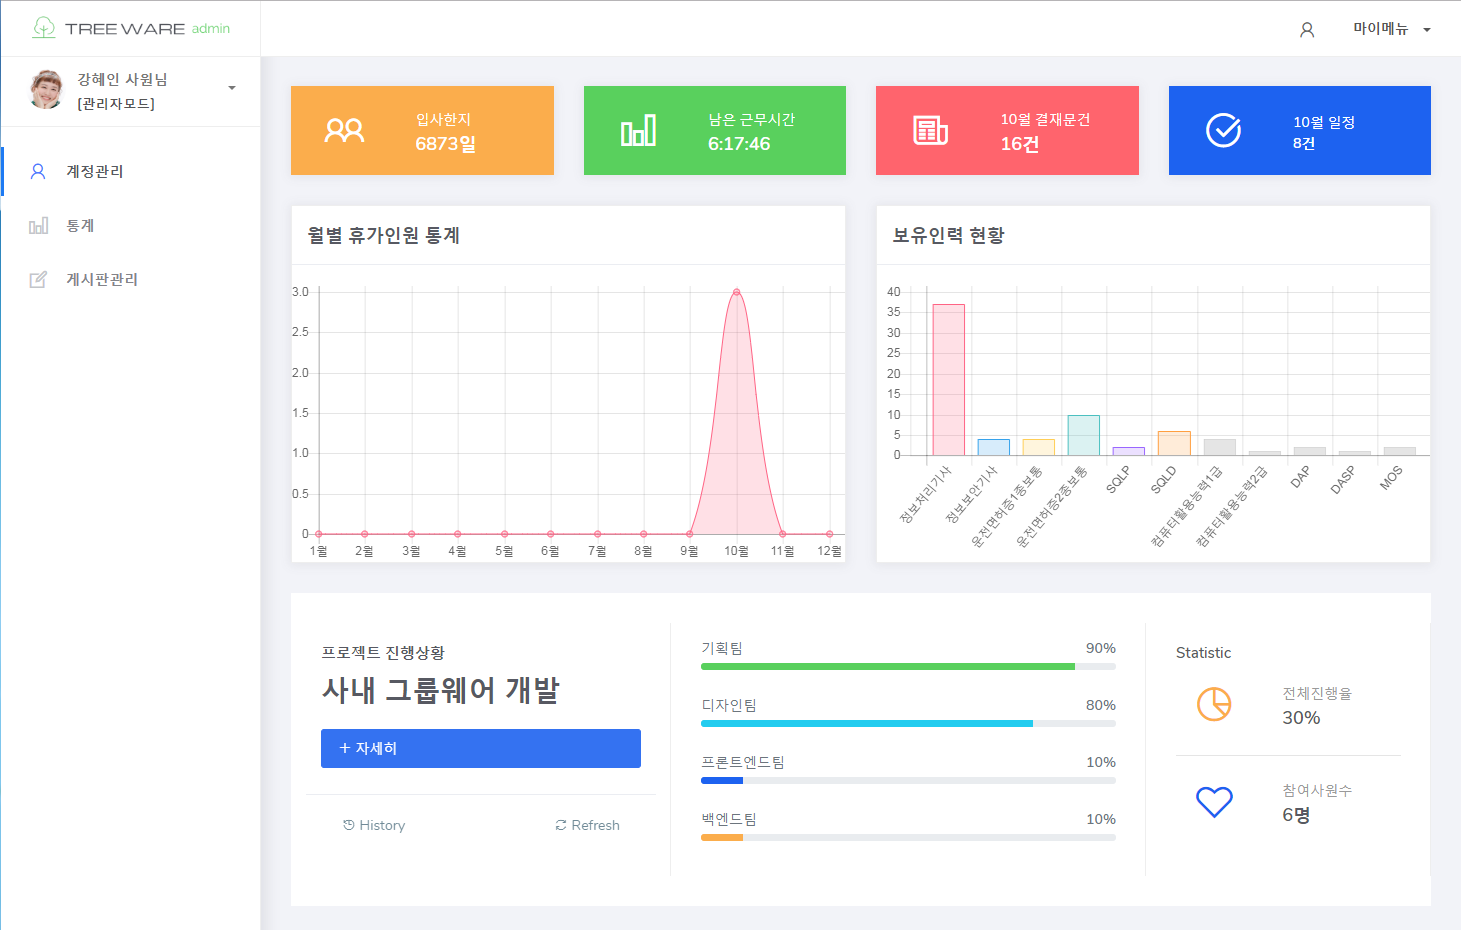 TREE WARE admin
마이메뉴
강혜인 사원님
[관리자모드]
계정관리
통계
게시판관리
입사한지
6873일
남은 근무시간
6:17:46
10월 결재문건
16건
10월 일정
8건
월별 휴가인원 통계
3.0
2.5
2.0
1.5
1.0
0.5
0
1월 2월 3월 4월 5월 6월 7월 8월 9월 10월 11월 12월
보유인력 현황
40
35
30
25
20
15
10
5
0
정보처리기사
정보보안기사
운전면허증1종보통
운전면허증2종보통
SQLP
SQLD
컴퓨터활용능력1급
컴퓨터활용능력2급
DAP
DASP
MOS
프로젝트 진행상황
사내 그룹웨어 개발
+ 자세히
History
Refresh
기획팀 90%
디자인팀 80%
프론트엔드팀 10%
백엔드팀 10%
Statistic
전체진행율
30%
참여사원수
6명